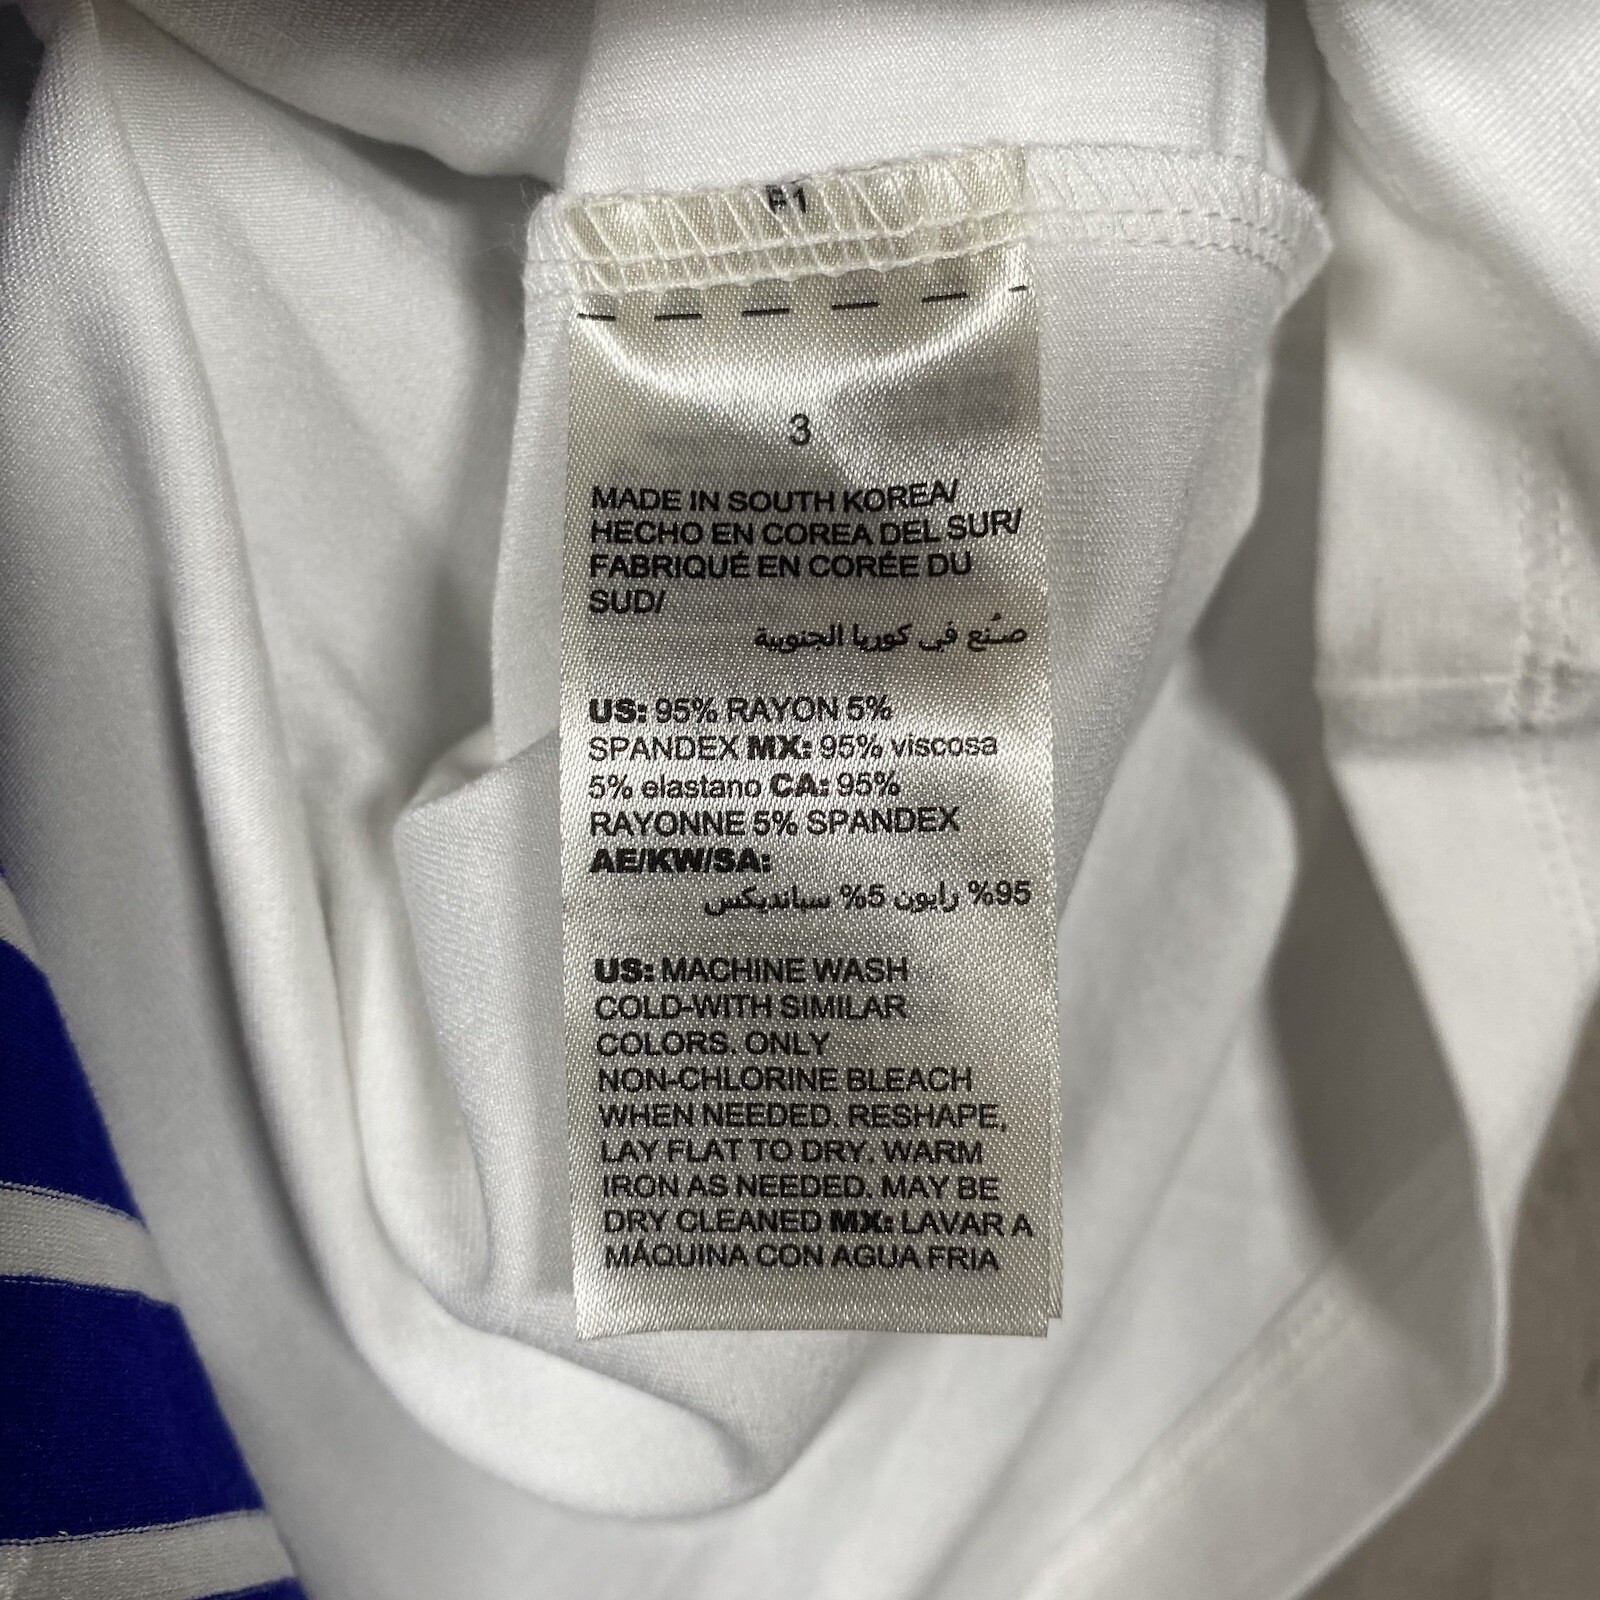 3
MADE IN SOUTH KOREA/
HECHO EN COREA DEL SUR/
FABRIQUÉ EN CORÉE DU
SUD/
صُنع في كوريا الجنوبية
US: 95% RAYON 5%
SPANDEX MX: 95% viscosa
5% elastano CA: 95%
RAYONNE 5% SPANDEX
AE/KW/SA:
95% رايون 5% سباندیكس
US: MACHINE WASH
COLD-WITH SIMILAR
COLORS. ONLY
NON-CHLORINE BLEACH
WHEN NEEDED. RESHAPE,
LAY FLAT TO DRY. WARM
IRON AS NEEDED. MAY BE
DRY CLEANED MX: LAVAR A
MÁQUINA CON AGUA FRIA